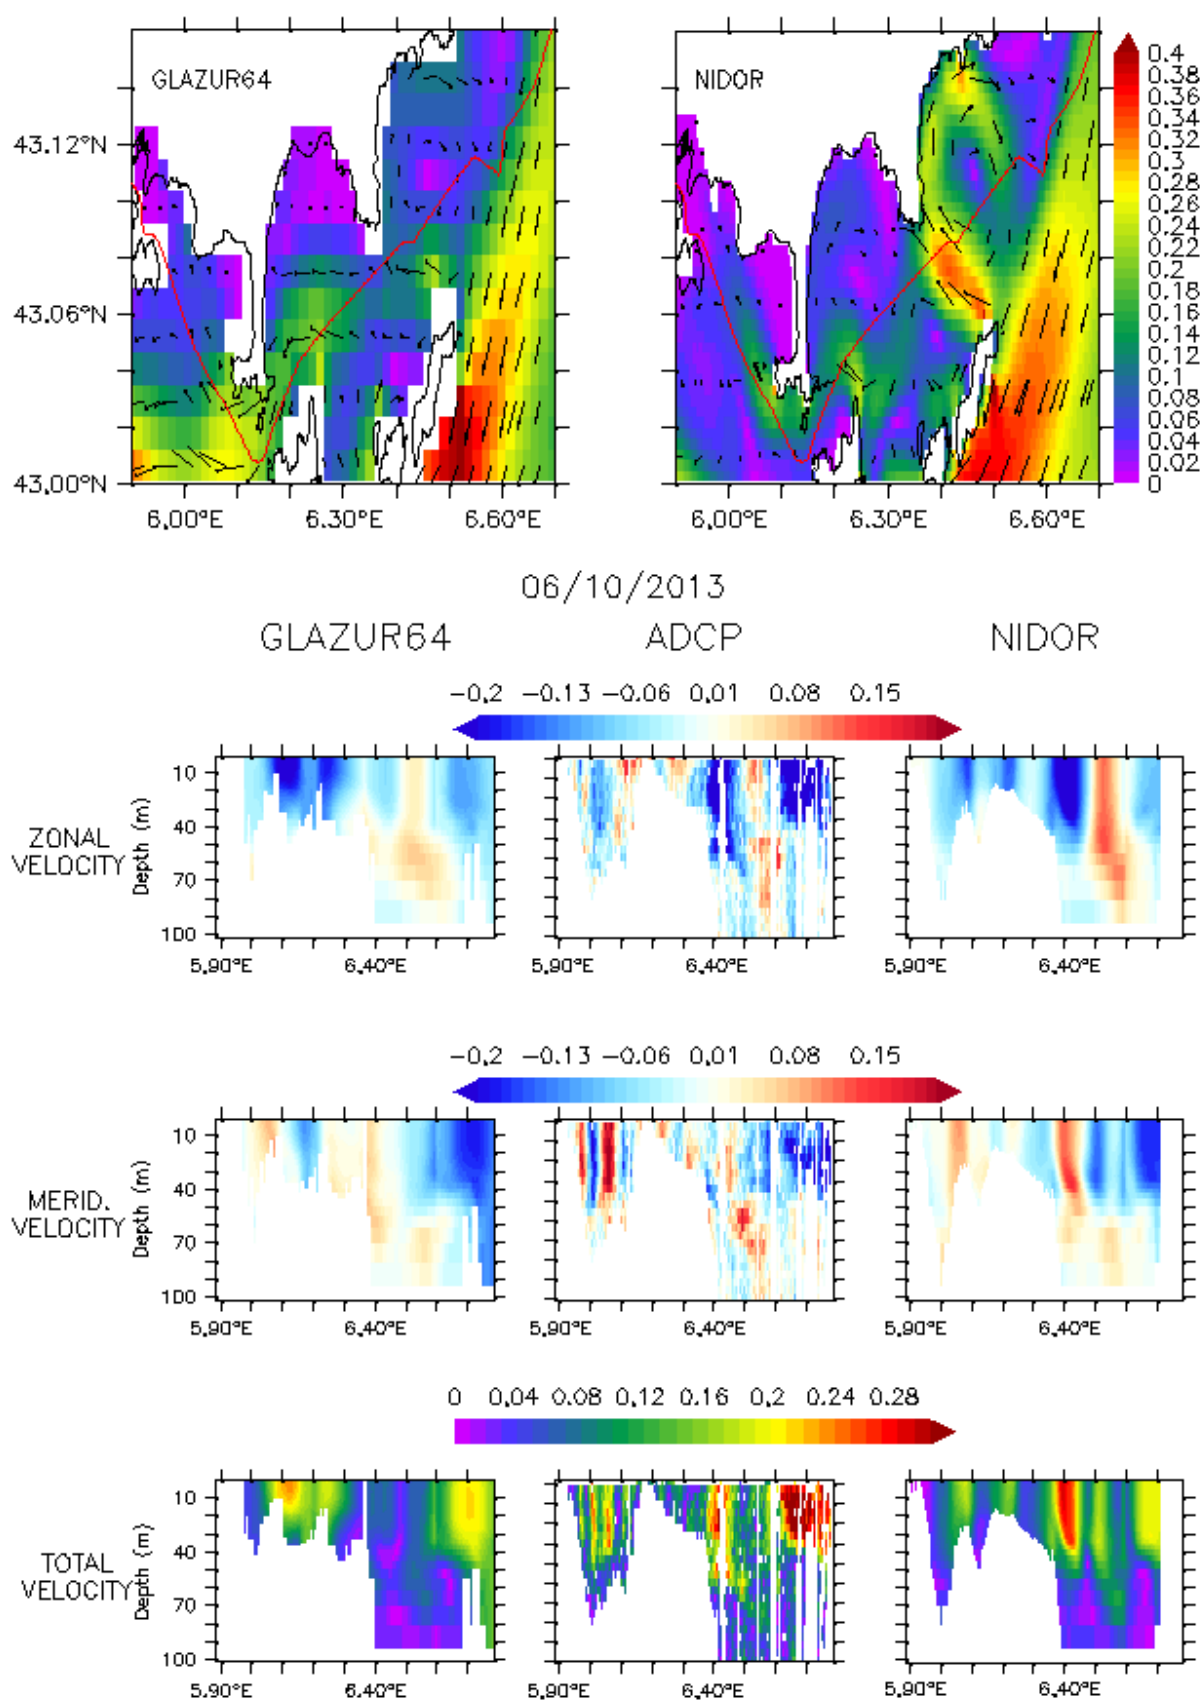 GLAZUR64
NIDOR
0.4
0.38
0.36
0.34
0.32
0.3
0.28
0.26
0.24
0.22
0.2
0.18
0.16
0.14
0.12
0.1
0.08
0.06
0.04
0.02
0
43.12°N
43.06°N
43.00°N
6.00°E 6.30°E 6.60°E
6.00°E 6.30°E 6.60°E
06/10/2013
GLAZUR64 ADCP NIDOR
-0.2 -0.13 -0.06 0.01 0.08 0.15
ZONAL VELOCITY
Depth (m)
10
40
70
100
5.90°E 6.40°E
5.90°E 6.40°E
5.90°E 6.40°E
-0.2 -0.13 -0.06 0.01 0.08 0.15
MERID. VELOCITY
Depth (m)
10
40
70
100
5.90°E 6.40°E
5.90°E 6.40°E
5.90°E 6.40°E
0 0.04 0.08 0.12 0.16 0.2 0.24 0.28
TOTAL VELOCITY
Depth (m)
10
40
70
100
5.90°E 6.40°E
5.90°E 6.40°E
5.90°E 6.40°E